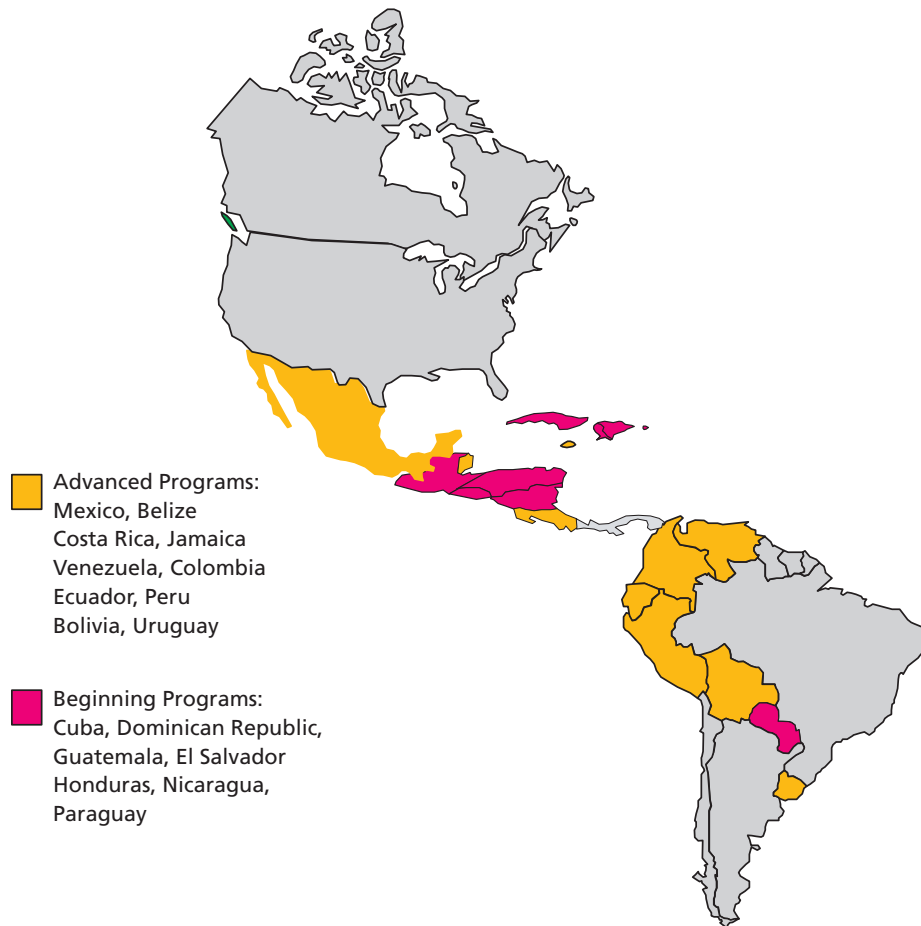 Advanced Programs:
Mexico, Belize
Costa Rica, Jamaica
Venezuela, Colombia
Ecuador, Peru
Bolivia, Uruguay
Beginning Programs:
Cuba, Dominican Republic,
Guatemala, El Salvador
Honduras, Nicaragua,
Paraguay